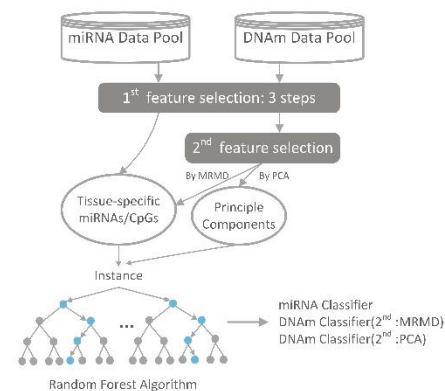 miRNA Data Pool
DNAm Data Pool
1st feature selection: 3 steps
2nd feature selection
By MRMD
By PCA
Tissue-specific
miRNAs/CpGs
Principle
Components
Instance
...
miRNA Classifier
DNAm Classifier(2nd :MRMD)
DNAm Classifier(2nd :PCA)
Random Forest Algorithm